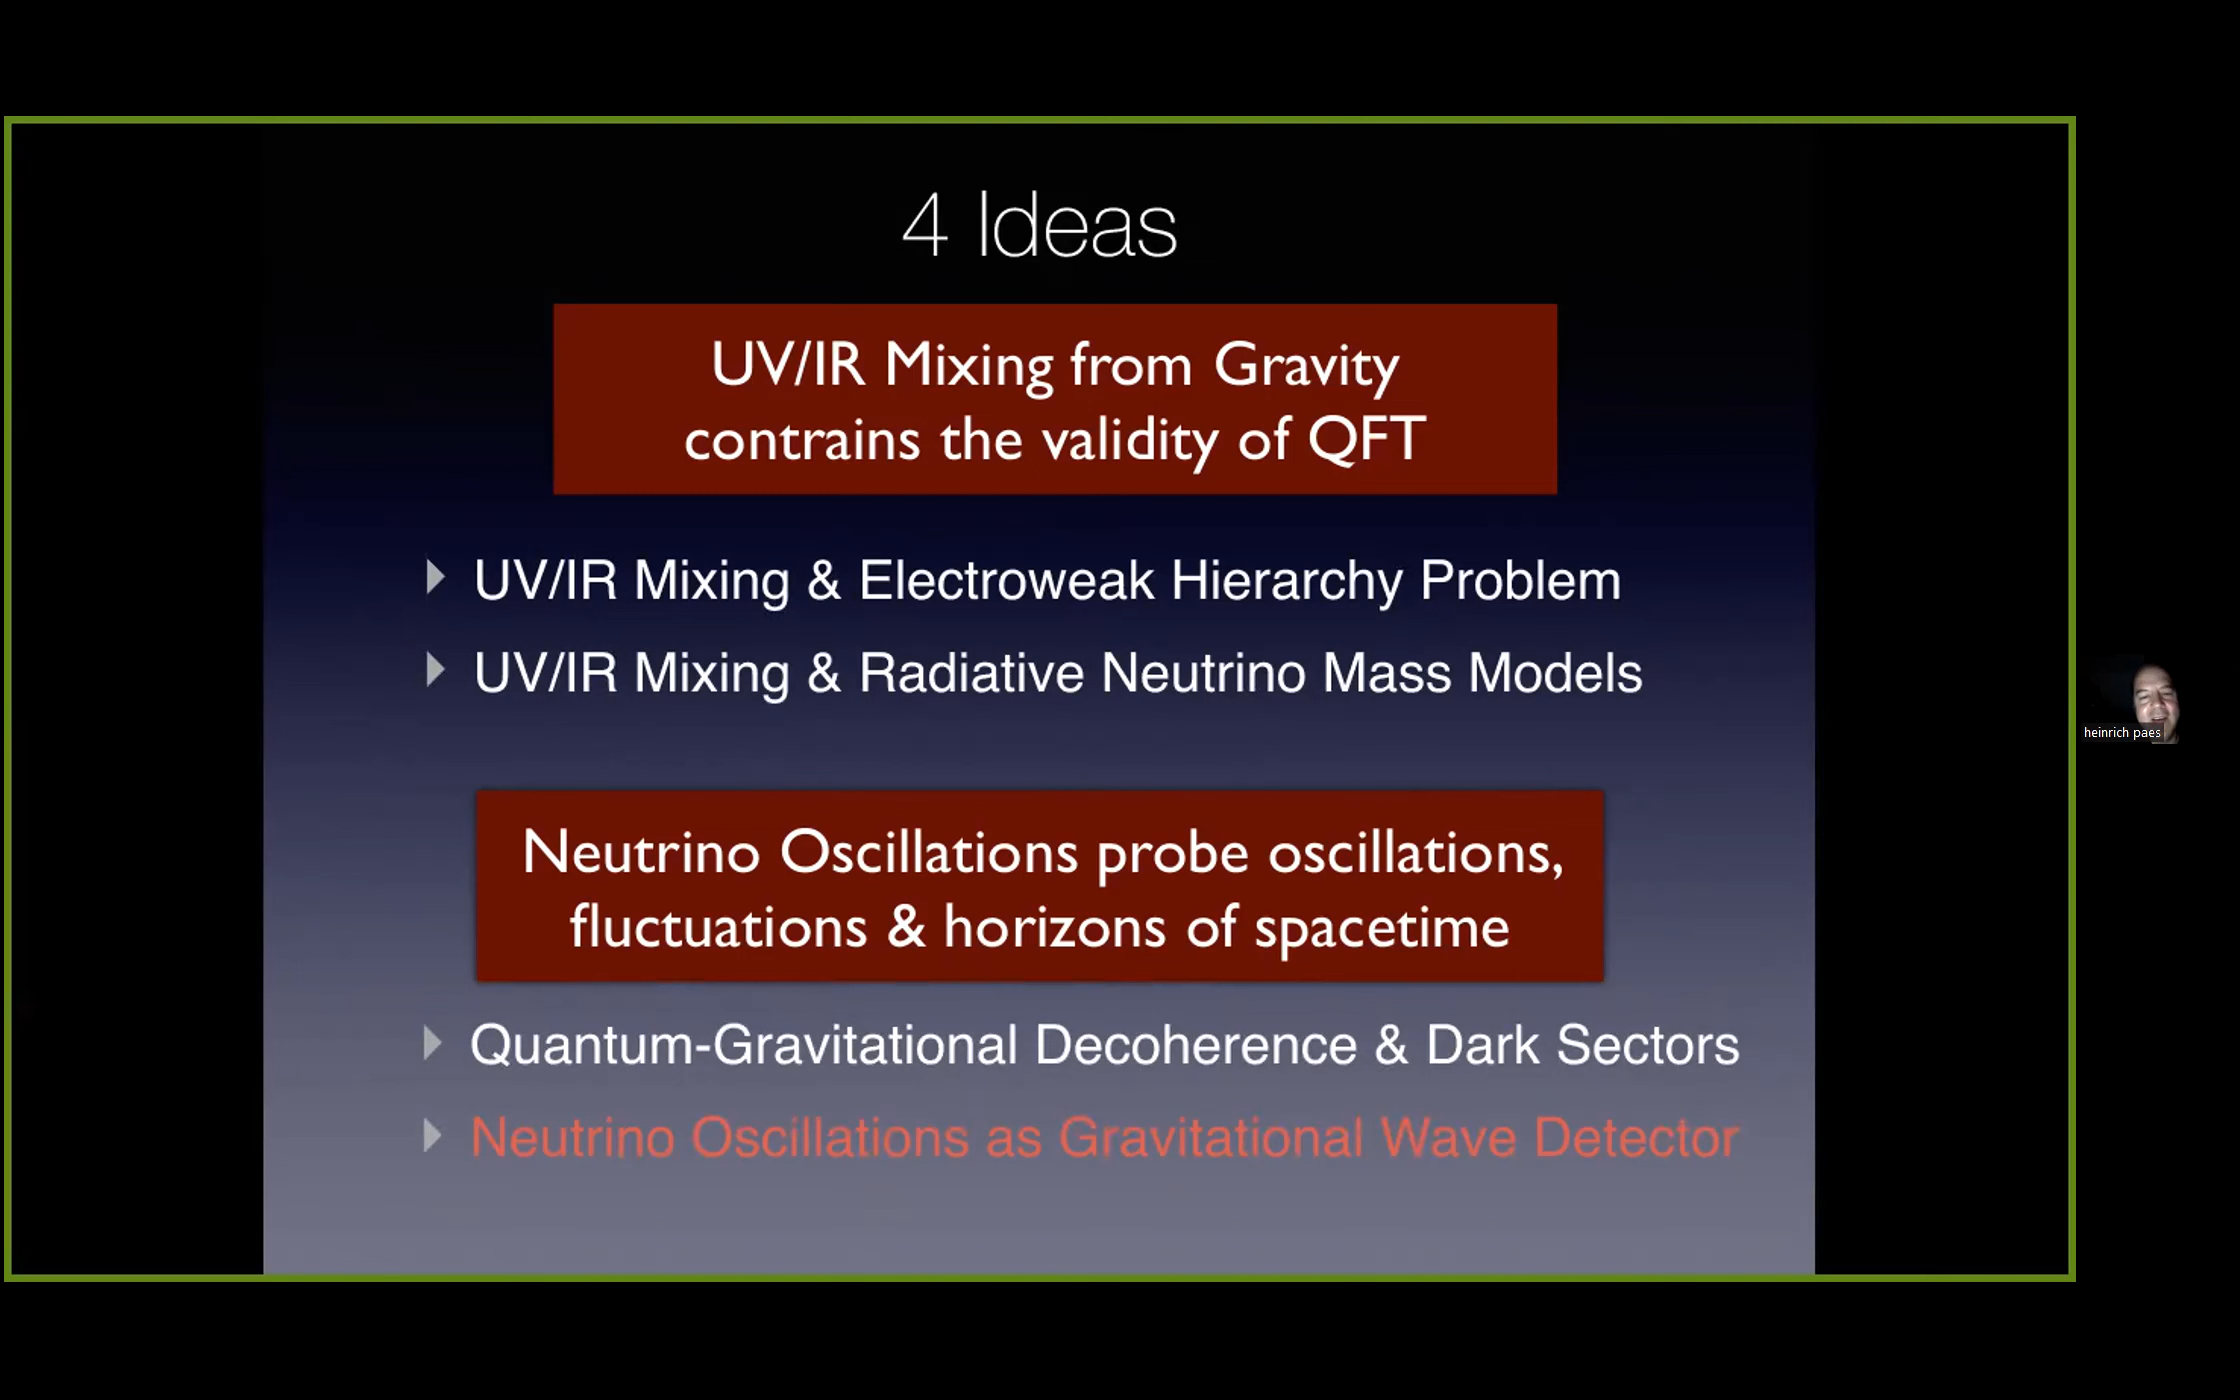 4 Ideas
UV/IR Mixing from Gravity
contrains the validity of QFT
UV/IR Mixing & Electroweak Hierarchy Problem
UV/IR Mixing & Radiative Neutrino Mass Models
Neutrino Oscillations probe oscillations,
fluctuations & horizons of spacetime
Quantum-Gravitational Decoherence & Dark Sectors
Neutrino Oscillations as Gravitational Wave Detector
heinrich paes